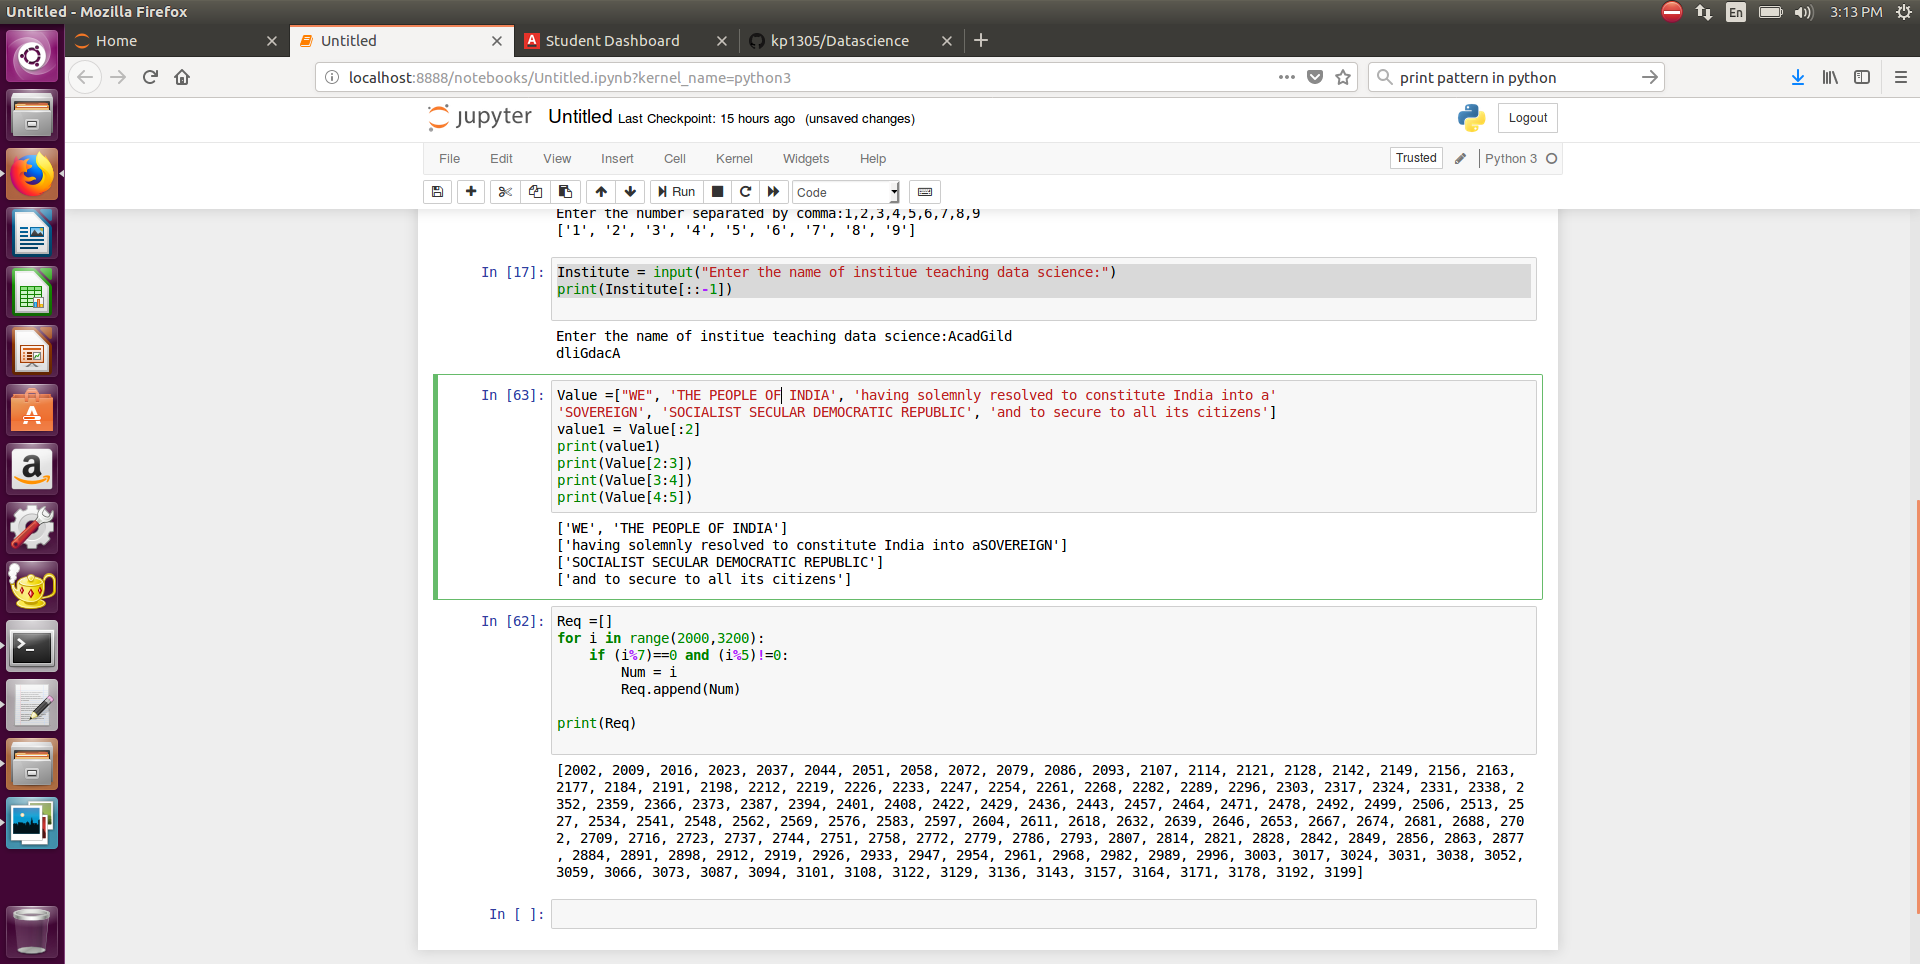 Untitled - Mozilla Firefox
En
3:13 PM
Home
Untitled
A Student Dashboard
kp1305/Datascience
localhost:8888/notebooks/Untitled.ipynb?kernel_name=python3
print pattern in python
jupyter Untitled Last Checkpoint: 15 hours ago (unsaved changes)
Logout
File Edit View Insert Cell Kernel Widgets Help
Trusted Python 3
Run Code
Enter the number separated by comma:1,2,3,4,5,6,7,8,9
['1', '2', '3', '4', '5', '6', '7', '8', '9']
In [17]: Institute = input("Enter the name of institue teaching data science:")
print(Institute[::-1])
Enter the name of institue teaching data science:AcadGild
dliGdacA
In [63]: Value =["WE", 'THE PEOPLE OF INDIA', 'having solemnly resolved to constitute India into a'
'SOVEREIGN', 'SOCIALIST SECULAR DEMOCRATIC REPUBLIC', 'and to secure to all its citizens']
value1 = Value[:2]
print(value1)
print(Value[2:3])
print(Value[3:4])
print(Value[4:5])
['WE', 'THE PEOPLE OF INDIA']
['having solemnly resolved to constitute India into aSOVEREIGN']
['SOCIALIST SECULAR DEMOCRATIC REPUBLIC']
['and to secure to all its citizens']
In [62]: Req =[]
for i in range(2000,3200):
if (i%7)==0 and (i%5)!=0:
Num = i
Req.append(Num)
print(Req)
[2002, 2009, 2016, 2023, 2037, 2044, 2051, 2058, 2072, 2079, 2086, 2093, 2107, 2114, 2121, 2128, 2142, 2149, 2156, 2163,
2177, 2184, 2191, 2198, 2212, 2219, 2226, 2233, 2247, 2254, 2261, 2268, 2282, 2289, 2296, 2303, 2317, 2324, 2331, 2338, 2
352, 2359, 2366, 2373, 2387, 2394, 2401, 2408, 2422, 2429, 2436, 2443, 2457, 2464, 2471, 2478, 2492, 2499, 2506, 2513, 25
27, 2534, 2541, 2548, 2562, 2569, 2576, 2583, 2597, 2604, 2611, 2618, 2632, 2639, 2646, 2653, 2667, 2674, 2681, 2688, 270
2, 2709, 2716, 2723, 2737, 2744, 2751, 2758, 2772, 2779, 2786, 2793, 2807, 2814, 2821, 2828, 2842, 2849, 2856, 2863, 2877
, 2884, 2891, 2898, 2912, 2919, 2926, 2933, 2947, 2954, 2961, 2968, 2982, 2989, 2996, 3003, 3017, 3024, 3031, 3038, 3052,
3059, 3066, 3073, 3087, 3094, 3101, 3108, 3122, 3129, 3136, 3143, 3157, 3164, 3171, 3178, 3192, 3199]
In [ ]: